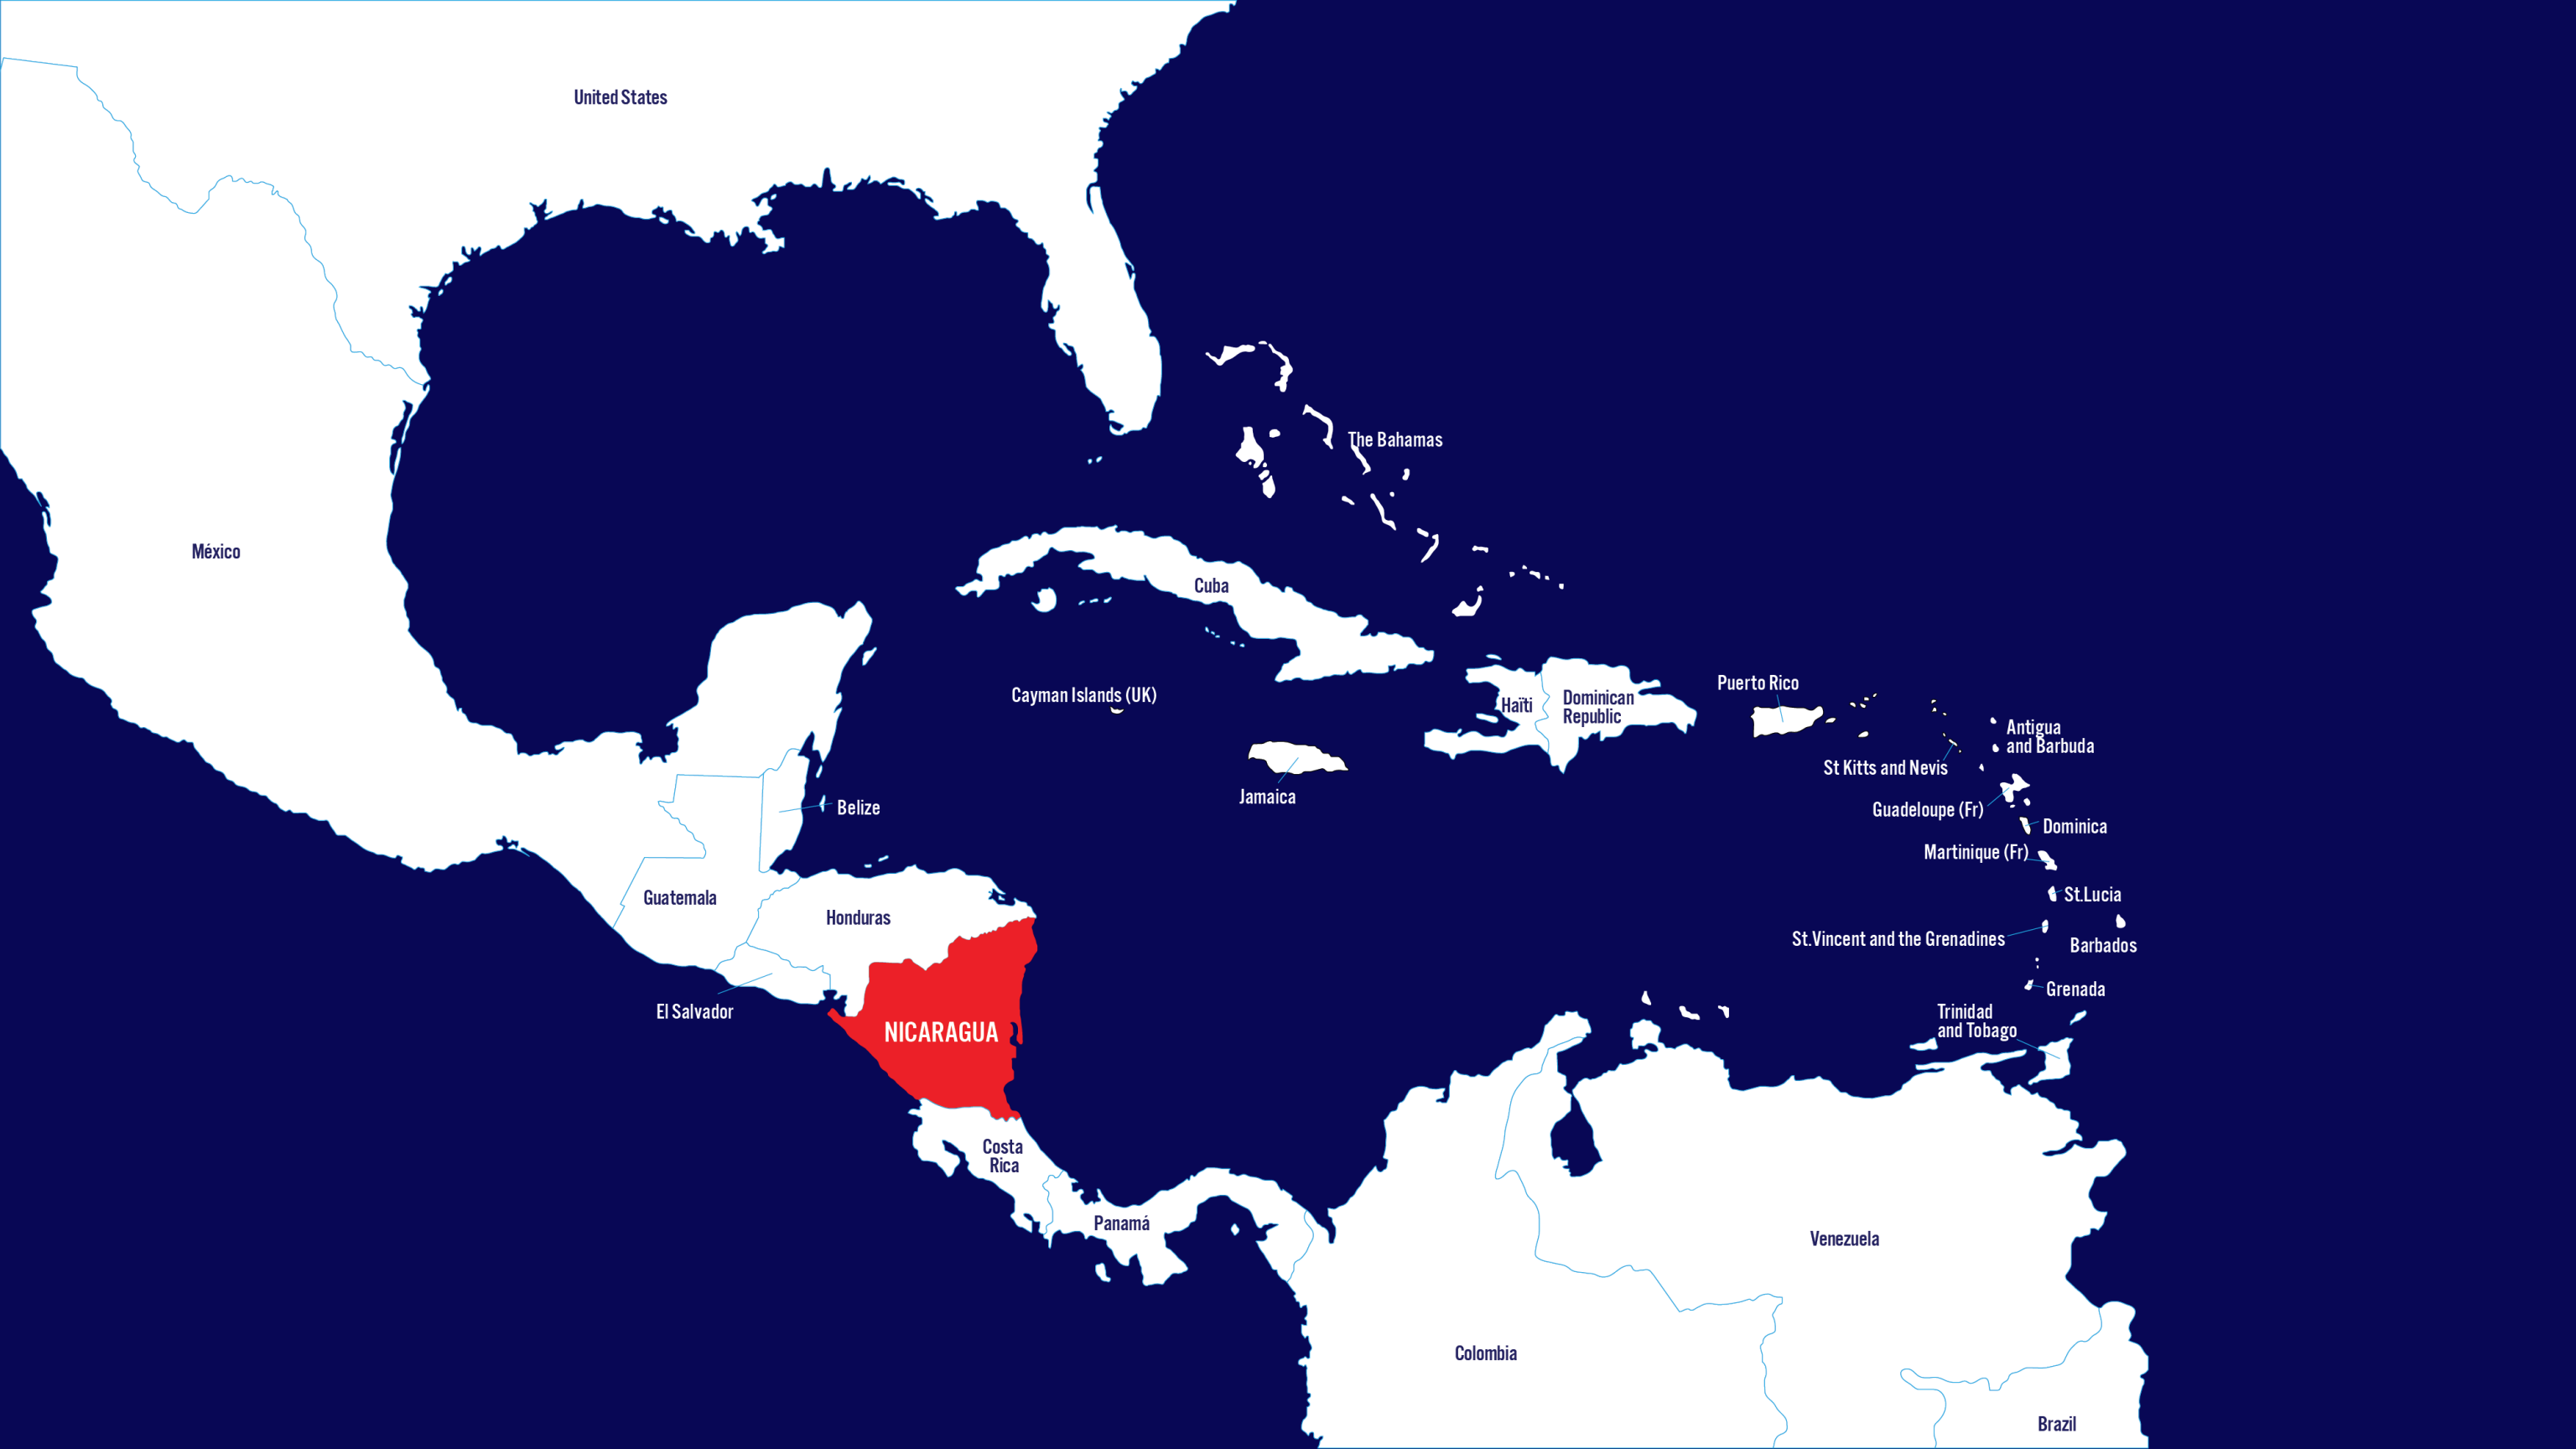 United States
The Bahamas
México
Cuba
Cayman Islands (UK)
Haïti
Dominican
Republic
Puerto Rico
Antigua
and Barbuda
St Kitts and Nevis
Jamaica
Belize
Guadeloupe (Fr)
Dominica
Martinique (Fr)
Guatemala
St.Lucia
Honduras
St.Vincent and the Grenadines
Barbados
Grenada
El Salvador
Trinidad
and Tobago
NICARAGUA
Costa
Rica
Panamá
Venezuela
Colombia
Brazil